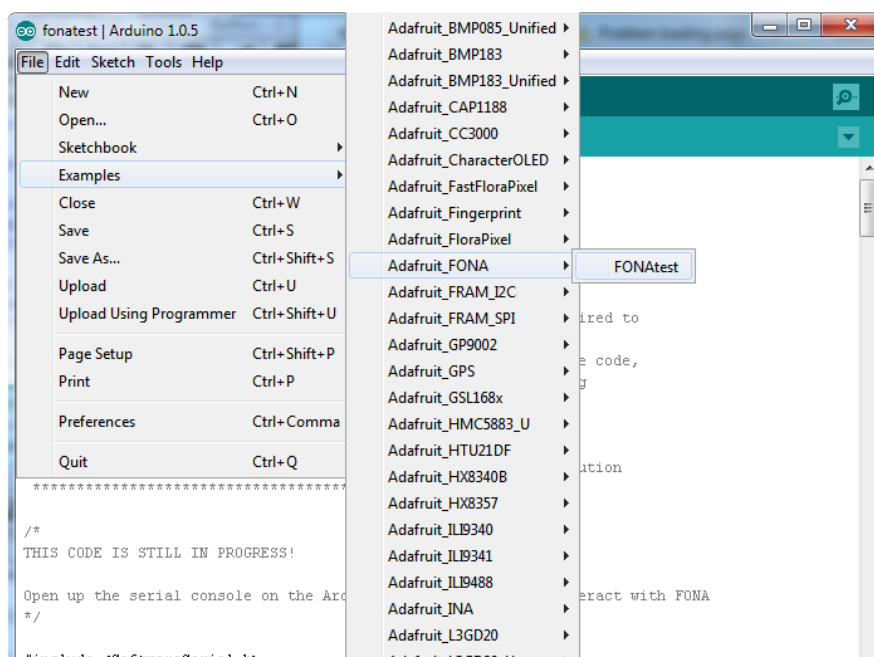 fonatest | Arduino 1.0.5
File Edit Sketch Tools Help
New Ctrl+N
Open... Ctrl+O
Sketchbook
Examples
Close Ctrl+W
Save Ctrl+S
Save As... Ctrl+Shift+S
Upload Ctrl+U
Upload Using Programmer Ctrl+Shift+U
Page Setup Ctrl+Shift+P
Print Ctrl+P
Preferences Ctrl+Comma
Quit Ctrl+Q
Adafruit_BMP085_Unified
Adafruit_BMP183
Adafruit_BMP183_Unified
Adafruit_CAP1188
Adafruit_CC3000
Adafruit_CharacterOLED
Adafruit_FastFloraPixel
Adafruit_Fingerprint
Adafruit_FloraPixel
Adafruit_FONA
Adafruit_FRAM_I2C
Adafruit_FRAM_SPI
Adafruit_GP9002
Adafruit_GPS
Adafruit_GSL168x
Adafruit_HMC5883_U
Adafruit_HTU21DF
Adafruit_HX8340B
Adafruit_HX8357
Adafruit_ILI9340
Adafruit_ILI9341
Adafruit_ILI9488
Adafruit_INA
Adafruit_L3GD20
FONAtest
ired to
e code,
g
ution
************************************
/*
THIS CODE IS STILL IN PROGRESS!
Open up the serial console on the Ard eract with FONA
*/